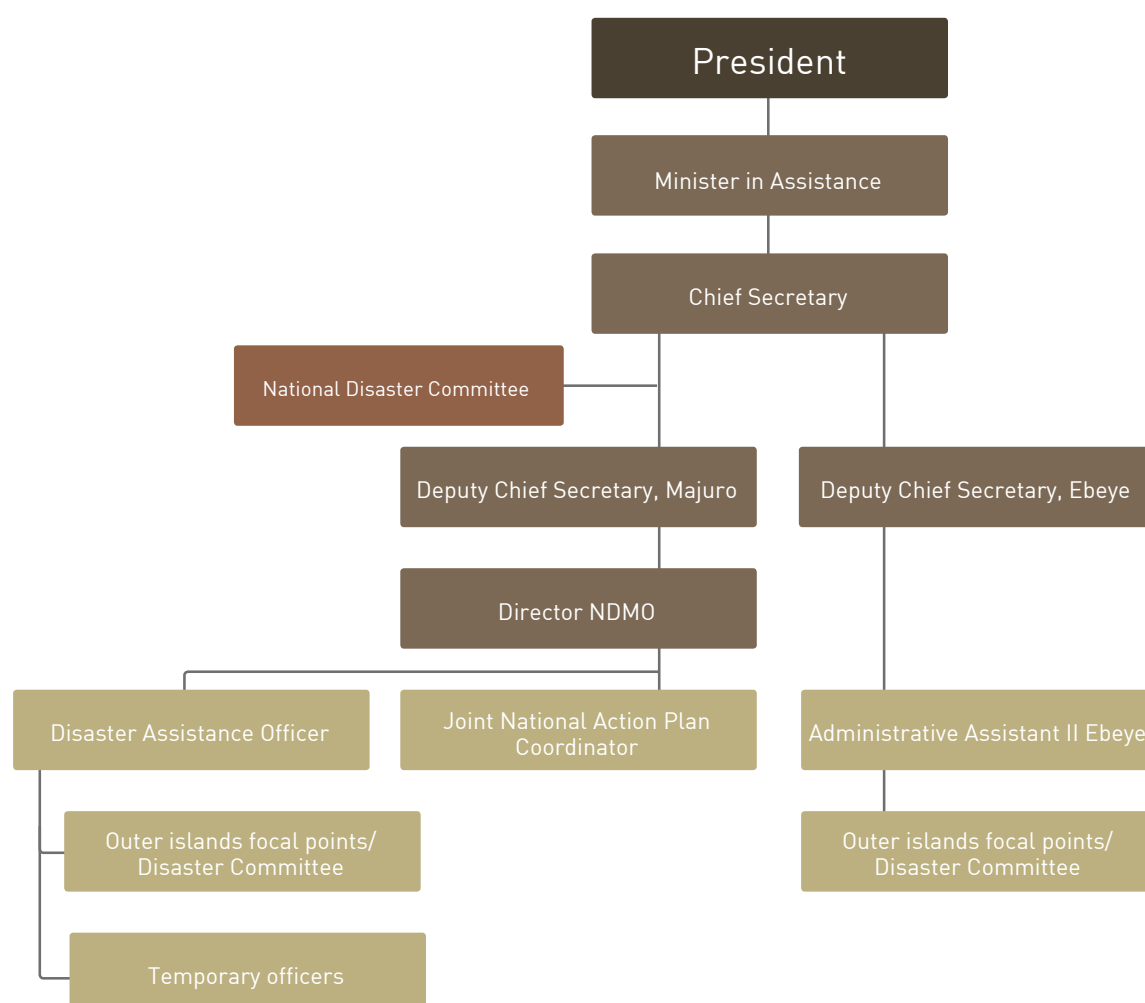 President
Minister in Assistance
Chief Secretary
National Disaster Committee
Deputy Chief Secretary, Majuro
Deputy Chief Secretary, Ebeye
Director NDMO
Disaster Assistance Officer
Joint National Action Plan
Coordinator
Administrative Assistant II Ebeye
Outer islands focal points/
Disaster Committee
Outer islands focal points/
Disaster Committee
Temporary officers